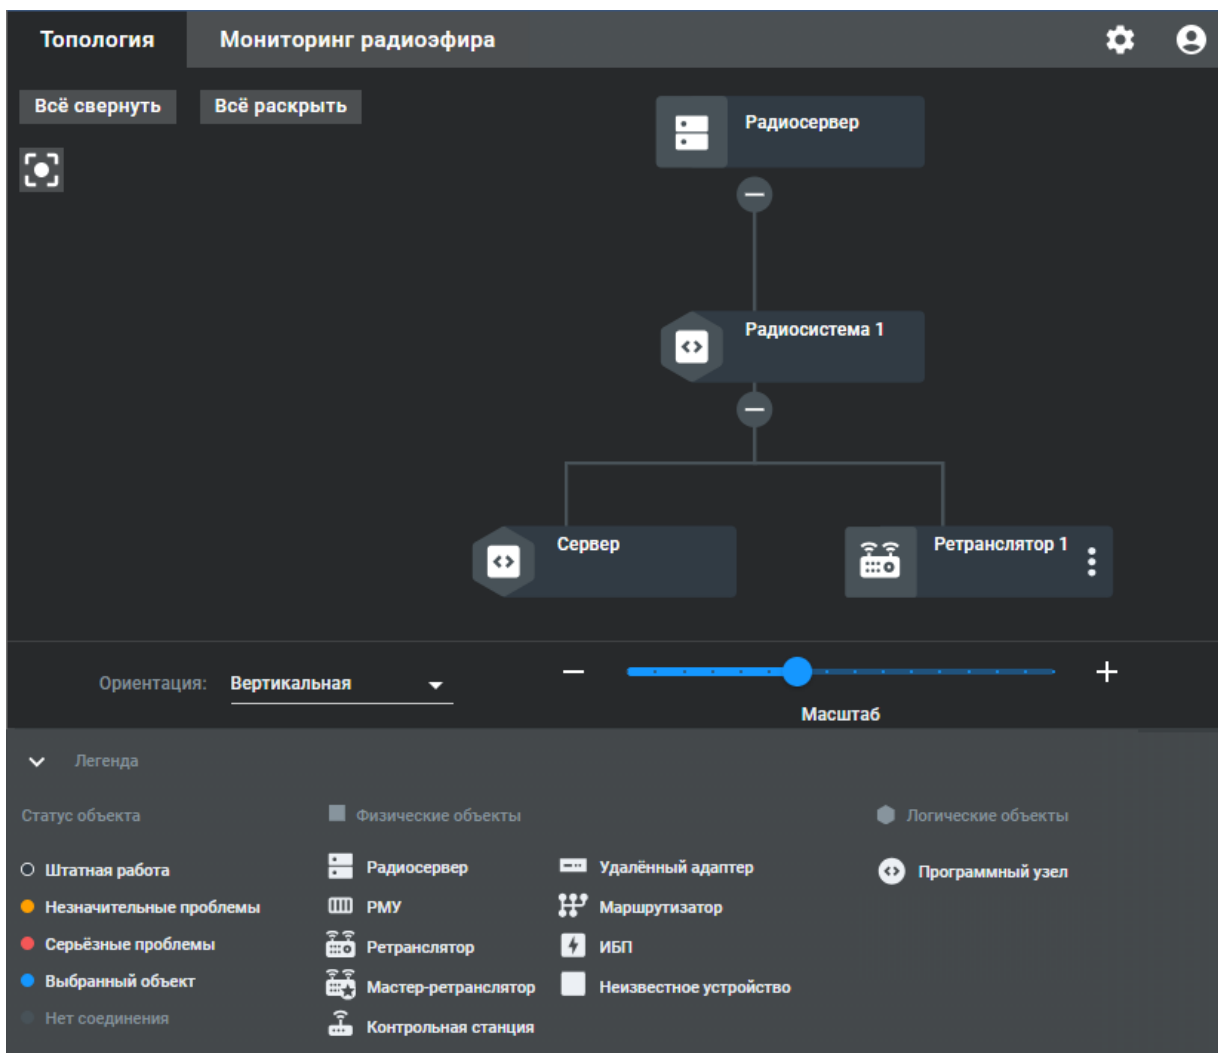 Топология
Мониторинг радиоэфира
Всё свернуть
Всё раскрыть
Радиосервер
Радиосистема 1
Сервер
Ретранслятор 1
Ориентация:
Вертикальная
Масштаб
Легенда
Статус объекта
Физические объекты
Логические объекты
Штатная работа
Радиосервер
Удалённый адаптер
Программный узел
Незначительные проблемы
РМУ
Маршрутизатор
Серьёзные проблемы
Ретранслятор
ИБП
Выбранный объект
Мастер-ретранслятор
Неизвестное устройство
Нет соединения
Контрольная станция